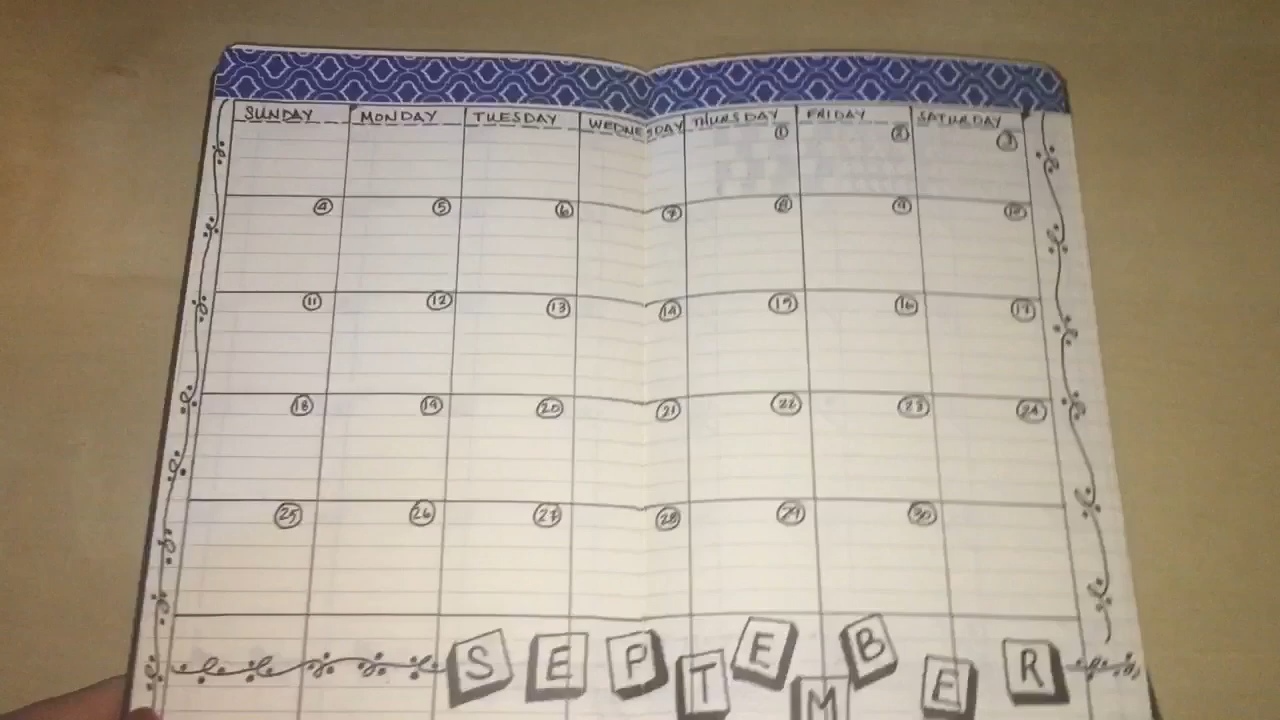 SUNDAY MONDAY TUESDAY WEDNESDAY THURSDAY FRIDAY SATURDAY
1 2 3
4 5 6 7 8 9 10
11 12 13 14 15 16 17
18 19 20 21 22 23 24
25 26 27 28 29 30
SEPTEMBER